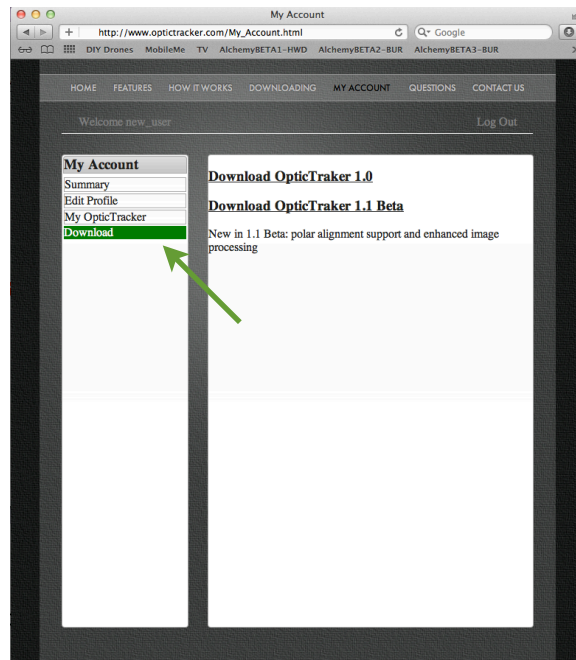 My Account
http://www.optictracker.com/My_Account.html
Google
DIY Drones MobileMe TV AlchemyBETA1-HWD AlchemyBETA2-BUR AlchemyBETA3-BUR
HOME FEATURES HOW IT WORKS DOWNLOADING MY ACCOUNT QUESTIONS CONTACT US
Welcome new_user Log Out
My Account
Summary
Edit Profile
My OpticTracker
Download
Download OpticTraker 1.0
Download OpticTraker 1.1 Beta
New in 1.1 Beta: polar alignment support and enhanced image
processing